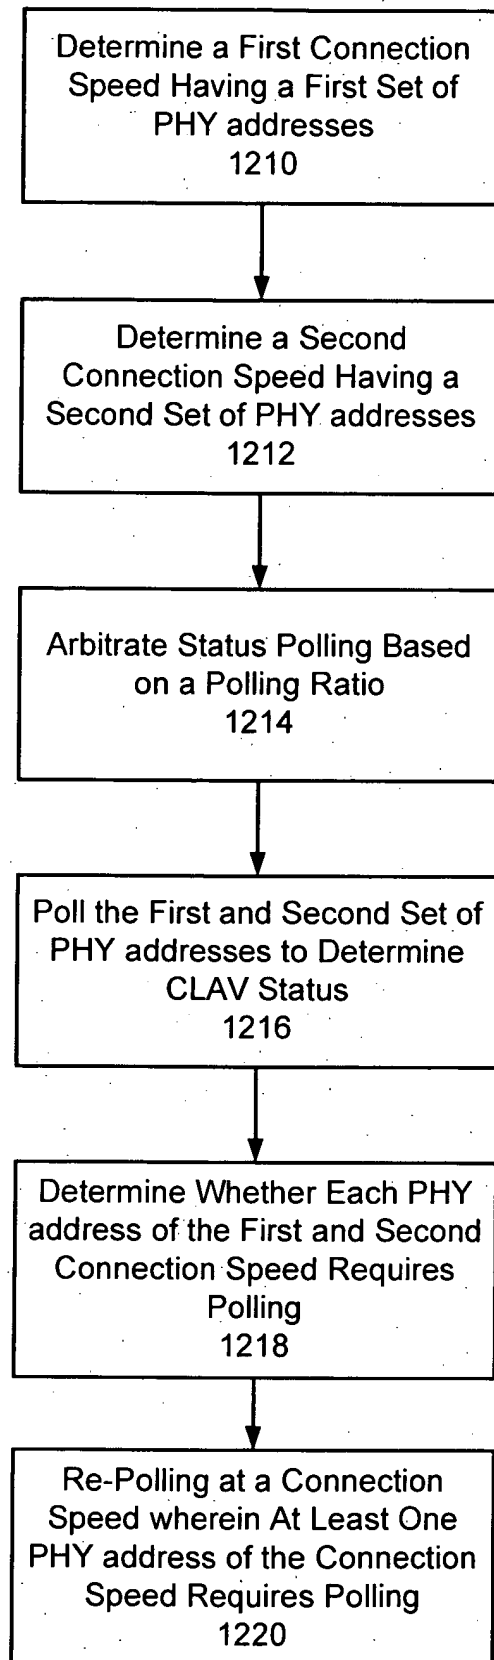 Determine a First Connection
Speed Having a First Set of
PHY addresses
1210
Determine a Second
Connection Speed Having a
Second Set of PHY addresses
1212
Arbitrate Status Polling Based
on a Polling Ratio
1214
Poll the First and Second Set of
PHY addresses to Determine
CLAV Status
1216
Determine Whether Each PHY
address of the First and Second
Connection Speed Requires
Polling
1218
Re-Polling at a Connection
Speed wherein At Least One
PHY address of the Connection
Speed Requires Polling
1220